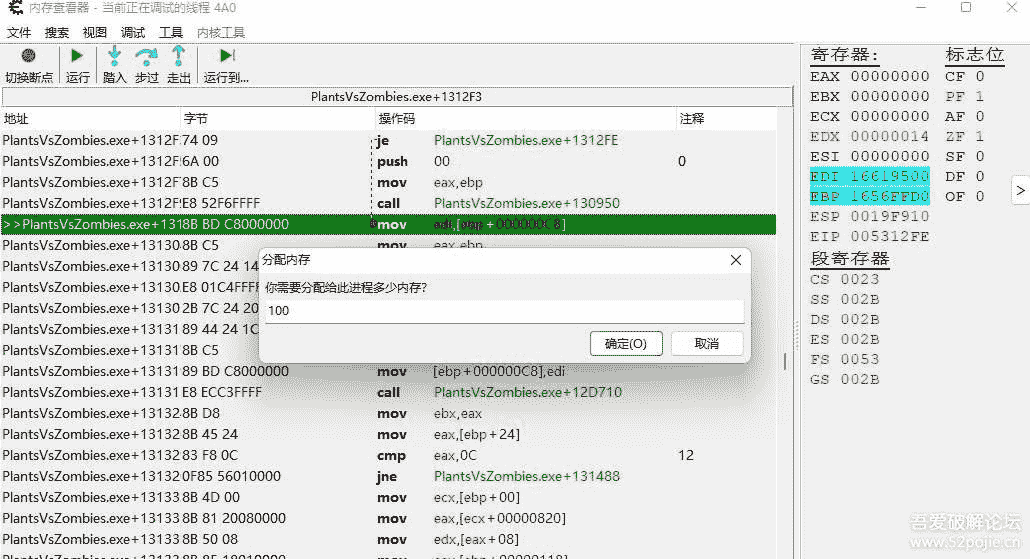 内存查看器 - 当前正在调试的线程 4A0
文件 搜索 视图 调试 工具 内核工具
切换断点 运行 踏入 步过 走出 运行到...
PlantsVsZombies.exe+1312F3
地址 字节 操作码 注释
PlantsVsZombies.exe+1312F 74 09 je PlantsVsZombies.exe+1312FE
PlantsVsZombies.exe+1312F 6A 00 push 00 0
PlantsVsZombies.exe+1312F 8B C5 mov eax,ebp
PlantsVsZombies.exe+1312F E8 52F6FFFF call PlantsVsZombies.exe+130950
>>PlantsVsZombies.exe+131 8B BD C8000000 mov edi,[ebp+000000C8]
PlantsVsZombies.exe+13130 8B C5 mov eax,ebp
PlantsVsZombies.exe+13130 89 7C 24 14
PlantsVsZombies.exe+13130 E8 01C4FFFF
PlantsVsZombies.exe+13130 2B 7C 24 20
PlantsVsZombies.exe+13131 89 44 24 1C
PlantsVsZombies.exe+13131 8B C5
PlantsVsZombies.exe+13131 89 BD C8000000 mov [ebp+000000C8],edi
PlantsVsZombies.exe+13131 E8 ECC3FFFF call PlantsVsZombies.exe+12D710
PlantsVsZombies.exe+13132 8B D8 mov ebx,eax
PlantsVsZombies.exe+13132 8B 45 24 mov eax,[ebp+24]
PlantsVsZombies.exe+13132 83 F8 0C cmp eax,0C 12
PlantsVsZombies.exe+13132 0F85 56010000 jne PlantsVsZombies.exe+131488
PlantsVsZombies.exe+13133 8B 4D 00 mov ecx,[ebp+00]
PlantsVsZombies.exe+13133 8B 81 20080000 mov eax,[ecx+00000820]
PlantsVsZombies.exe+13133 8B 50 08 mov edx,[eax+08]
分配内存
你需要分配给此进程多少内存?
100
确定(O) 取消
寄存器: 标志位
EAX 00000000 CF 0
EBX 00000000 PF 1
ECX 00000000 AF 0
EDX 00000014 ZF 1
ESI 00000000 SF 0
EDI 16619500 DF 0
EBP 1656FFD0 OF 0
ESP 0019F910
EIP 005312FE
段寄存器
CS 0023
SS 002B
DS 002B
ES 002B
FS 0053
GS 002B
吾爱破解论坛
www.52pojie.cn